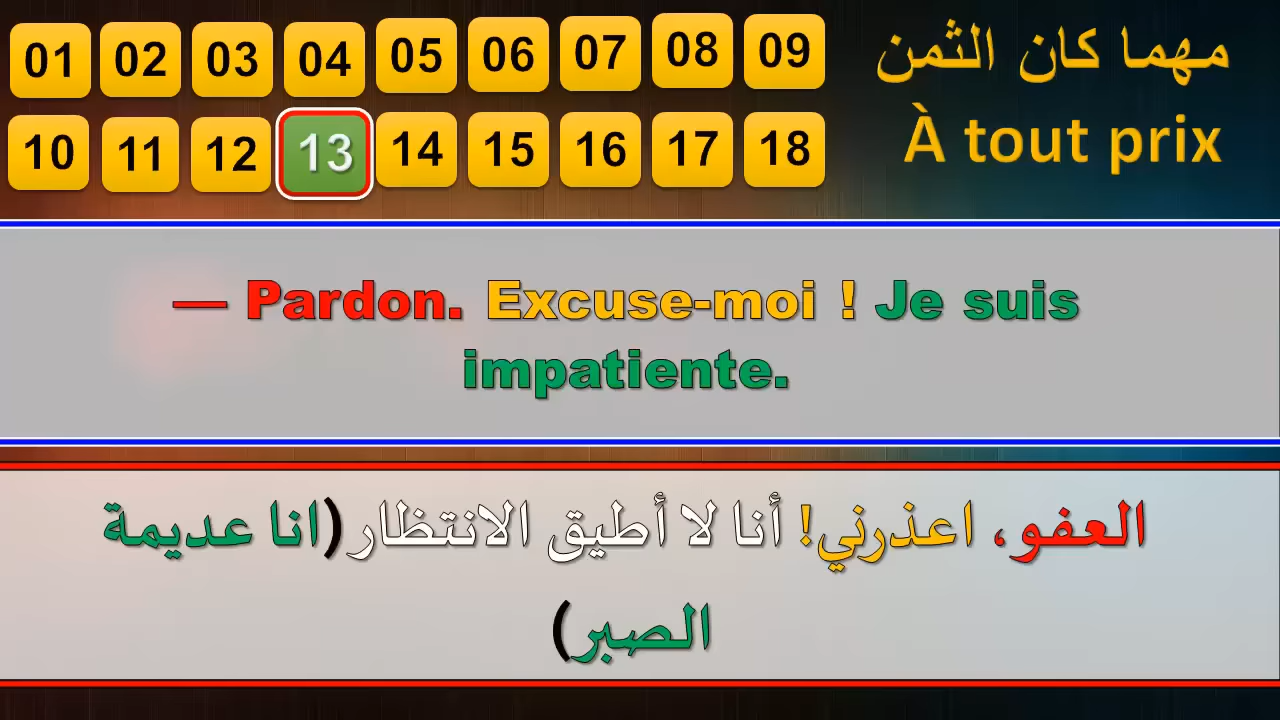 01 02 03 04 05 06 07 08 09
10 11 12 13 14 15 16 17 18
مهما كان الثمن
À tout prix
— Pardon. Excuse-moi ! Je suis
impatiente.
العفو، اعذرني! أنا لا أطيق الانتظار (انا عديمة
الصبر)